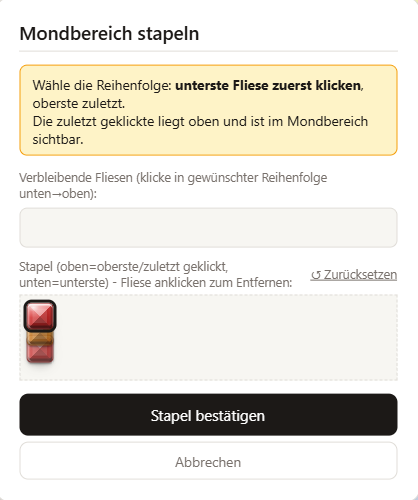 Mondbereich stapeln
Wähle die Reihenfolge: unterste Fliese zuerst klicken,
oberste zuletzt.
Die zuletzt geklickte liegt oben und ist im Mondbereich
sichtbar.
Verbleibende Fliesen (klicke in gewünschter Reihenfolge
unten→oben):
Stapel (oben=oberste/zuletzt geklickt,
unten=unterste) - Fliese anklicken zum Entfernen:
↺ Zurücksetzen
Stapel bestätigen
Abbrechen